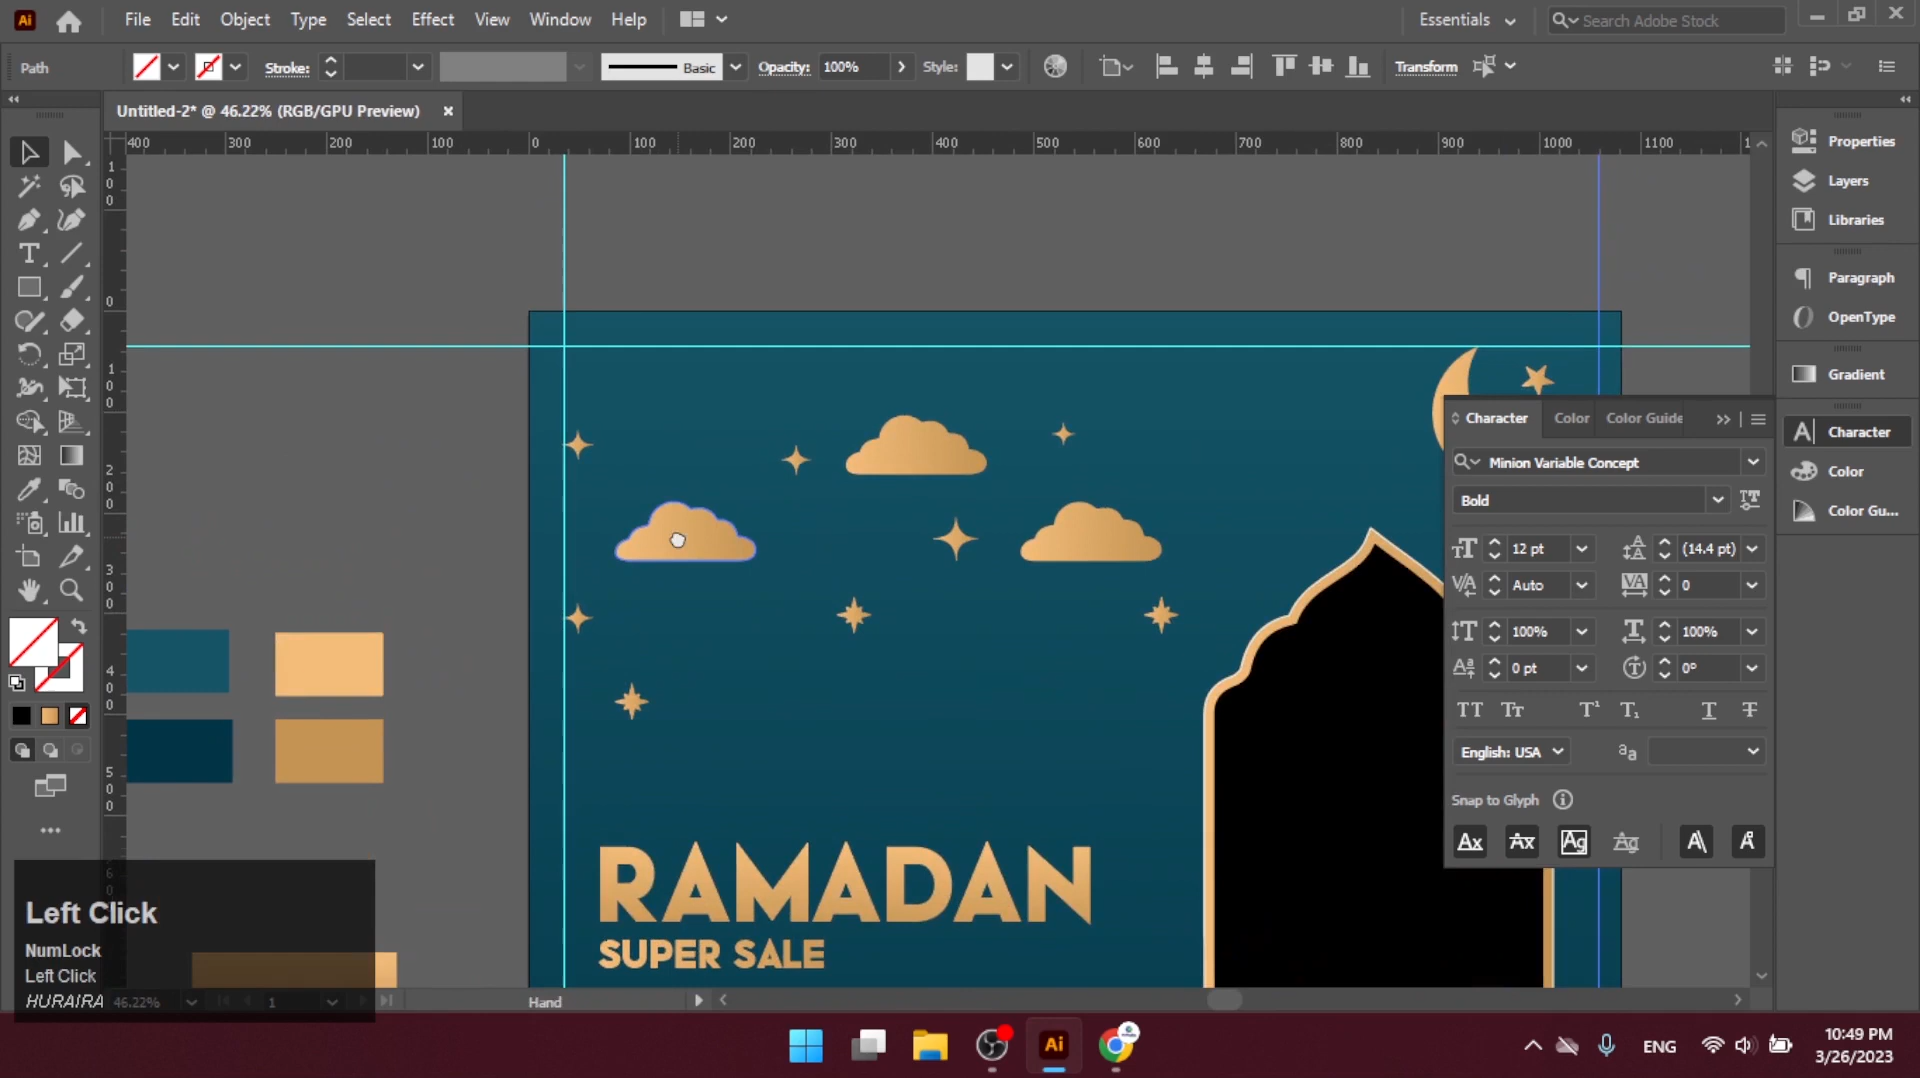 Ai File Edit Object Type Select Effect View Window Help Essentials Search Adobe Stock
Path Stroke: Basic Opacity: 100% Style: Transform
Untitled-2* @ 46.22% (RGB/GPU Preview)
400 300 200 100 0 100 200 300 400 500 600 700 800 900 1000 1100 1
Properties
Layers
Libraries
Paragraph
OpenType
Gradient
Character
Color
Color Gu...
Character Color Color Guide
Minion Variable Concept
Bold
12 pt (14.4 pt)
Auto 0
100% 100%
0 pt 0°
English: USA
Snap to Glyph
RAMADAN
SUPER SALE
Left Click
NumLock
Left Click
HURAIRA
46.22% 1 Hand
Ai ENG 10:49 PM
3/26/2023